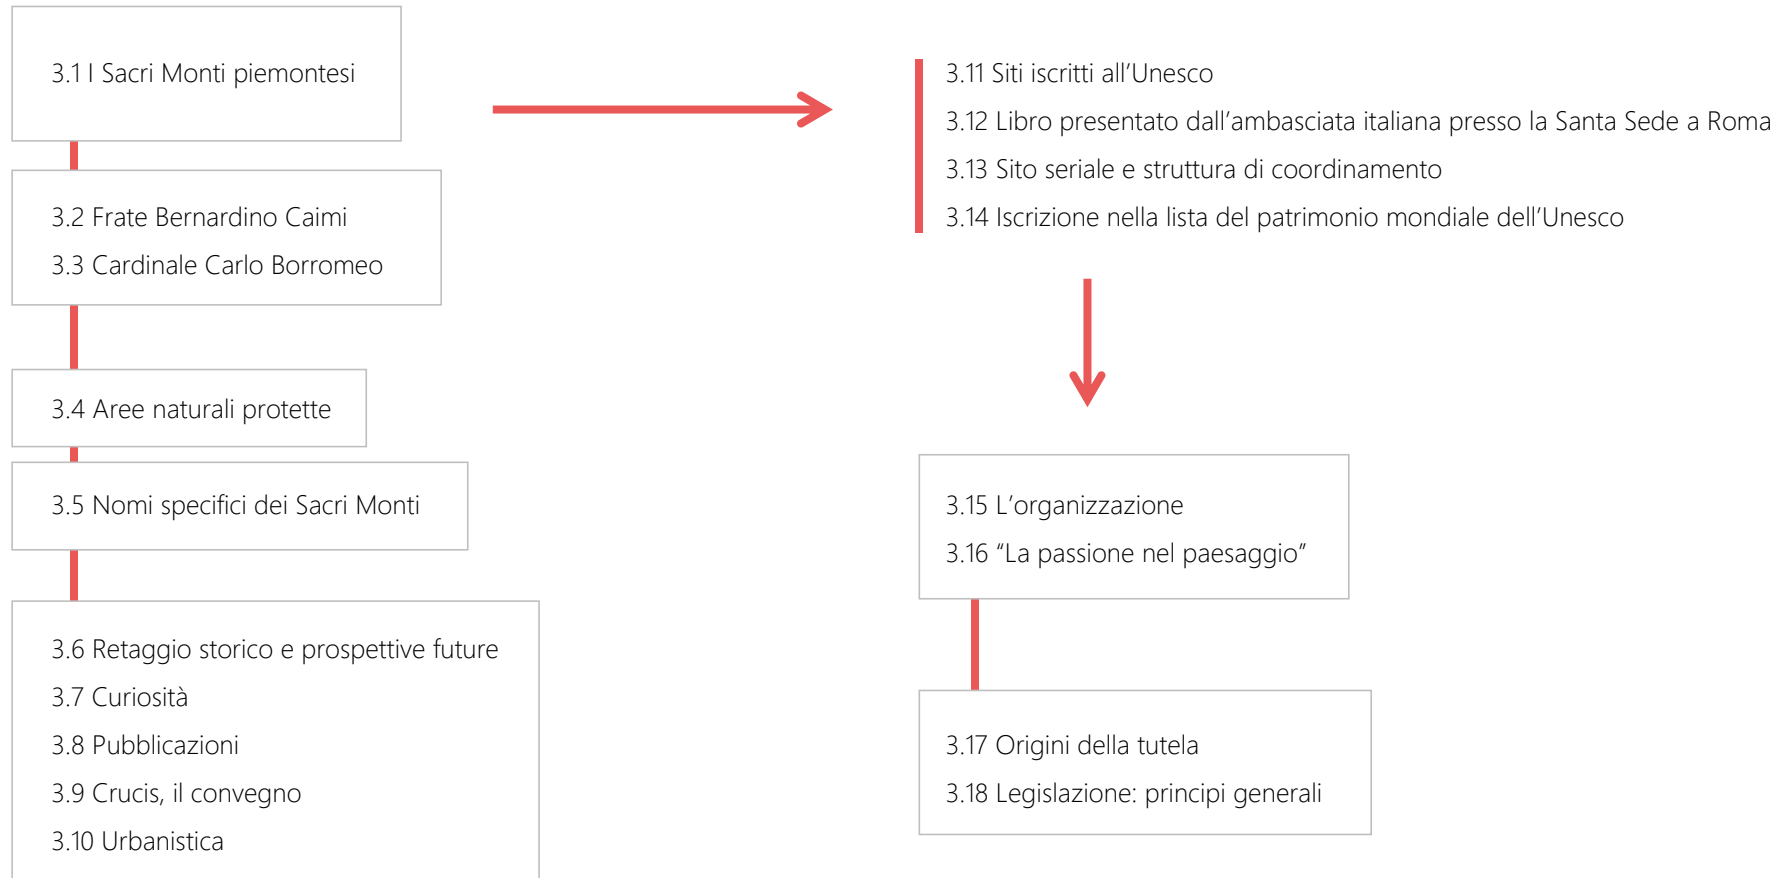 3.1 I Sacri Monti piemontesi
3.2 Frate Bernardino Caimi
3.3 Cardinale Carlo Borromeo
3.4 Aree naturali protette
3.5 Nomi specifici dei Sacri Monti
3.6 Retaggio storico e prospettive future
3.7 Curiosità
3.8 Pubblicazioni
3.9 Crucis, il convegno
3.10 Urbanistica
3.11 Siti iscritti all’Unesco
3.12 Libro presentato dall’ambasciata italiana presso la Santa Sede a Roma
3.13 Sito seriale e struttura di coordinamento
3.14 Iscrizione nella lista del patrimonio mondiale dell’Unesco
3.15 L’organizzazione
3.16 “La passione nel paesaggio”
3.17 Origini della tutela
3.18 Legislazione: principi generali